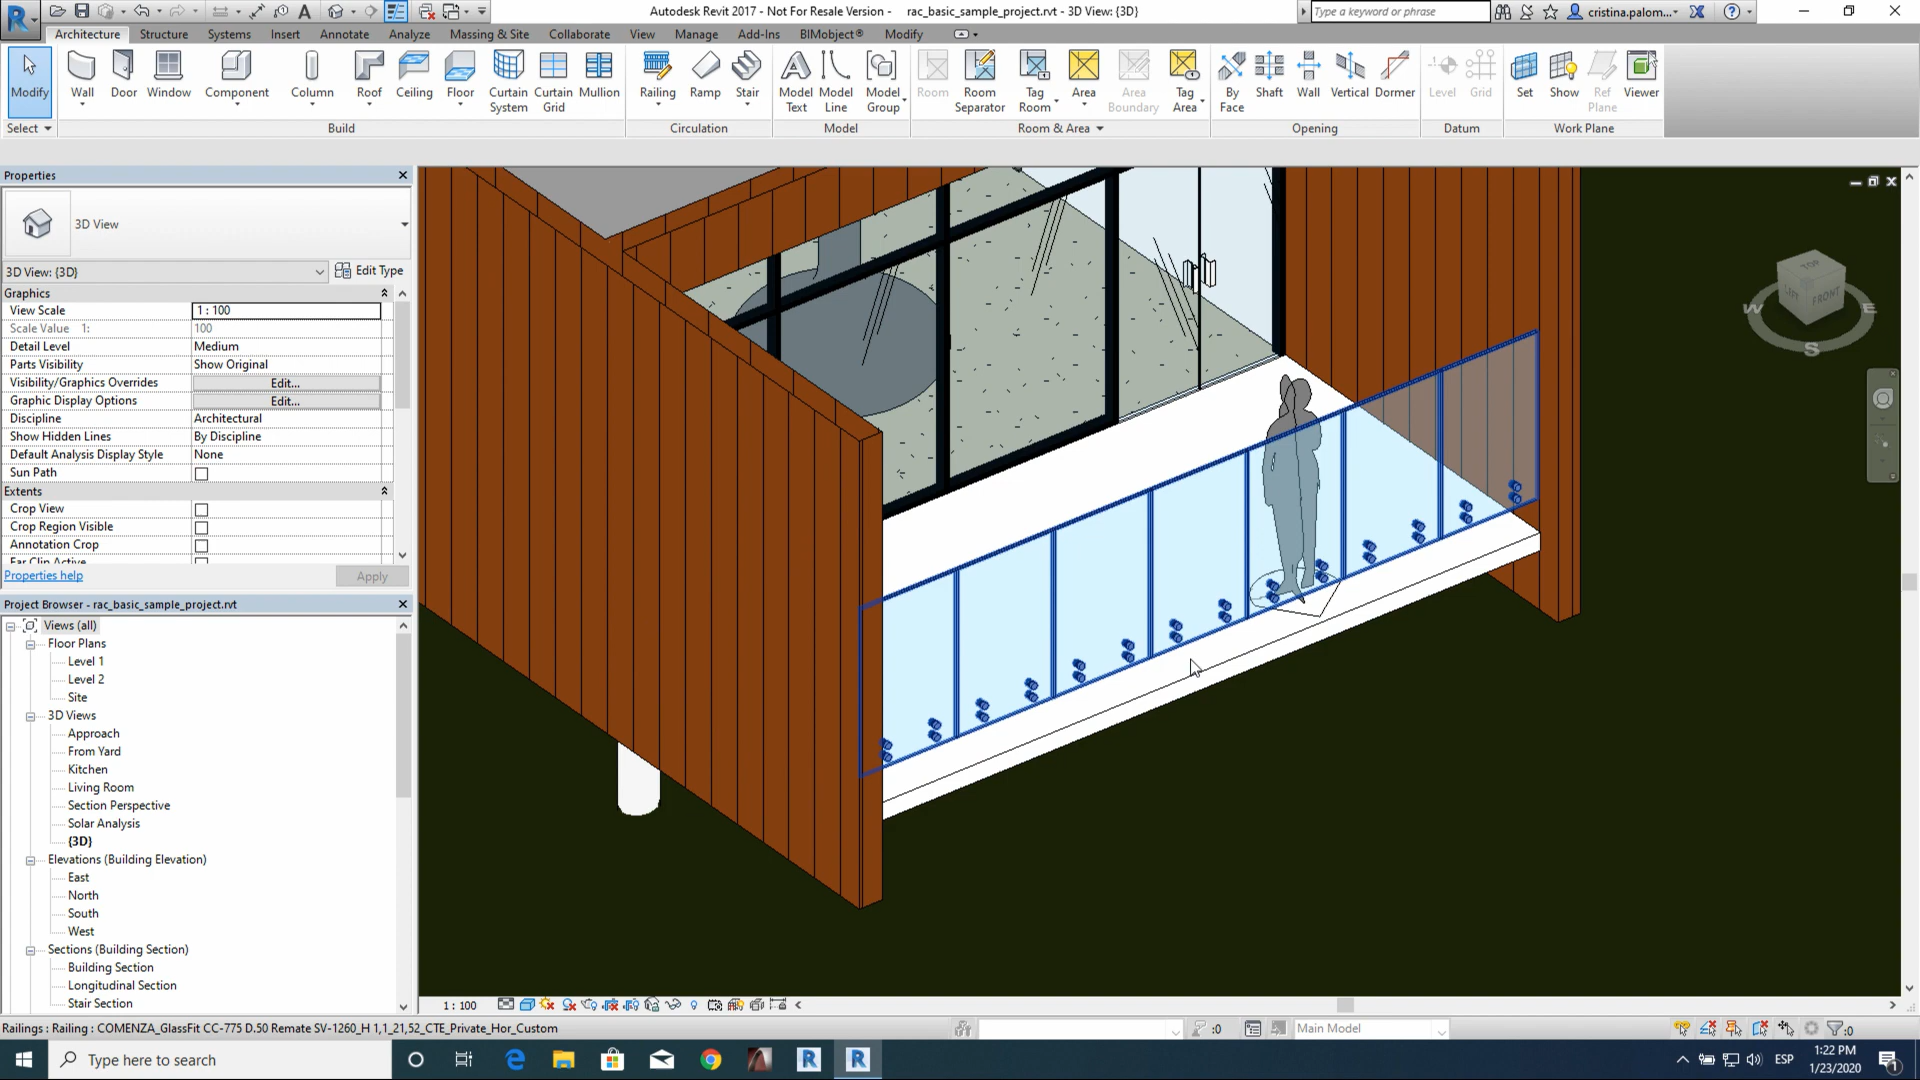 Autodesk Revit 2017 - Not For Resale Version -     rac_basic_sample_project.rvt - 3D View: {3D}
Type a keyword or phrase
cristina.palom...
Architecture Structure Systems Insert Annotate Analyze Massing & Site Collaborate View Manage Add-Ins BIMobject® Modify
Modify Wall Door Window Component Column Roof Ceiling Floor Curtain System Curtain Grid Mullion Railing Ramp Stair Model Text Model Line Model Group Room Room Separator Tag Room Area Area Boundary Tag Area By Face Shaft Wall Vertical Dormer Level Grid Set Show Ref Plane Viewer
Select Build Circulation Model Room & Area Opening Datum Work Plane
Properties
3D View
3D View: {3D} Edit Type
Graphics
View Scale 1 : 100
Scale Value    1: 100
Detail Level Medium
Parts Visibility Show Original
Visibility/Graphics Overrides Edit...
Graphic Display Options Edit...
Discipline Architectural
Show Hidden Lines By Discipline
Default Analysis Display Style None
Sun Path
Extents
Crop View
Crop Region Visible
Annotation Crop
Far Clip Active
Properties help Apply
Project Browser - rac_basic_sample_project.rvt
Views (all)
Floor Plans
Level 1
Level 2
Site
3D Views
Approach
From Yard
Kitchen
Living Room
Section Perspective
Solar Analysis
{3D}
Elevations (Building Elevation)
East
North
South
West
Sections (Building Section)
Building Section
Longitudinal Section
Stair Section
TOP
LEFT FRONT
W E
S
1 : 100
Railings : Railing : COMENZA_GlassFit CC-775 D.50 Remate SV-1260_H 1,1_21,52_CTE_Private_Hor_Custom
:0
Main Model
:0
Type here to search
ESP
1:22 PM
1/23/2020
1